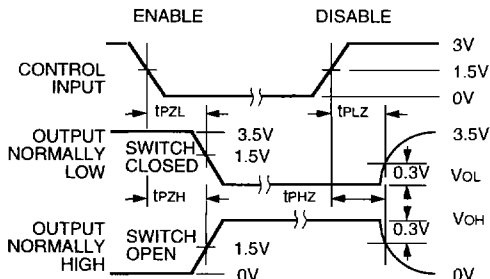 ENABLE DISABLE
3V
CONTROL INPUT 1.5V
0V
tPZL tPLZ
OUTPUT NORMALLY LOW
SWITCH CLOSED
3.5V
1.5V
3.5V
0.3V
VOL
tPZH tPHZ
VOH
0.3V
OUTPUT NORMALLY HIGH
SWITCH OPEN
1.5V
0V
0V